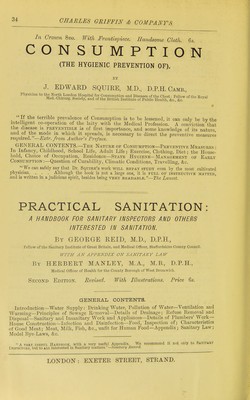 34 CHARLES GRIFFIN & COMPANY'S
In Crown 8vo. With Frontispiece. Handsome Cloth. 6s.
CONSUMPTION
(THE HYGIENIC PREVENTION OF).
BY
J. EDWARD SQUIRE, M.D., D.P.H. CAMB.,
Physician to the North London Hospital for Consumption and Diseases of the Chest; Fellow of the Royal
Med.-Chirurg. Society, and of the British Institute of Public Health, &c. &c.
"If the terrible prevalence of Consumption is to be lessened, it can only be by the
intelligent co-operation of the laity with the Medical Profession. A conviction that
the disease is PREVENTIBLE is of first importance, and some knowledge of its nature,
and of the mode in which it spreads, is necessary to direct the preventive measures
required."—Extr. from Author's Preface.
GENERAL CONTENTS.—THE NATURE OF CONSUMPTION—PREVENTIVE MEASURES:
In Infancy, Childhood, School Life, Adult Life; Exercise, Clothing, Diet; the House-
hold, Choice of Occupation, Residence—STATE HYGIENE—MANAGEMENT OF EARLY
CONSUMPTION:—Question of Curability; Climatic Conditions, Travelling, &c.
"We can safely say that Dr. SQUIRE'S work will REPAY STUDY even by the most cultivated
physician. . . . Although the book is not a large one, it is FULL OF INSTRUCTIVE MATTER,
and is written in a judicious spirit, besides being VERY READABLE."—The Lancet.
PRACTICAL SANITATION:
A HANDBOOK FOR SANITARY INSPECTORS AND OTHERS
INTERESTED IN SANITATION.
BY GEORGE REID, M.D., D.P.H.,
Fellow of the Sanitary Institute of Great Britain, and Medical Officer, Staffordshire County Council.
WITH AN APPENDIX ON SANITARY LAW
BY HERBERT MANLEY, M.A., M.B., D.P.H.,
Medical Officer of Health for the County Borough of West Bromwich.
SECOND EDITION. Revised. With Illustrations. Price 6s.
GENERAL CONTENTS.
Introduction—Water Supply: Drinking Water, Pollution of Water—Ventilation and
Warming—Principles of Sewage Removal—Details of Drainage; Refuse Removal and
Disposal—Sanitary and Insanitary Work and Appliances—Details of Plumbers' Work—
House Construction—Infection and Disinfection—Food, Inspection of; Characteristics
of Good Meat; Meat, Milk, Fish, &c., unfit for Human Food—Appendix; Sanitary Law;
Model Bye-Laws, &c.
"A VERY USEFUL HANDBOOK, with a very useful Appendix. We recommend it not only to SANITARY
INSPECTORS, but to
LONDON: EXETER STREET, STRAND.